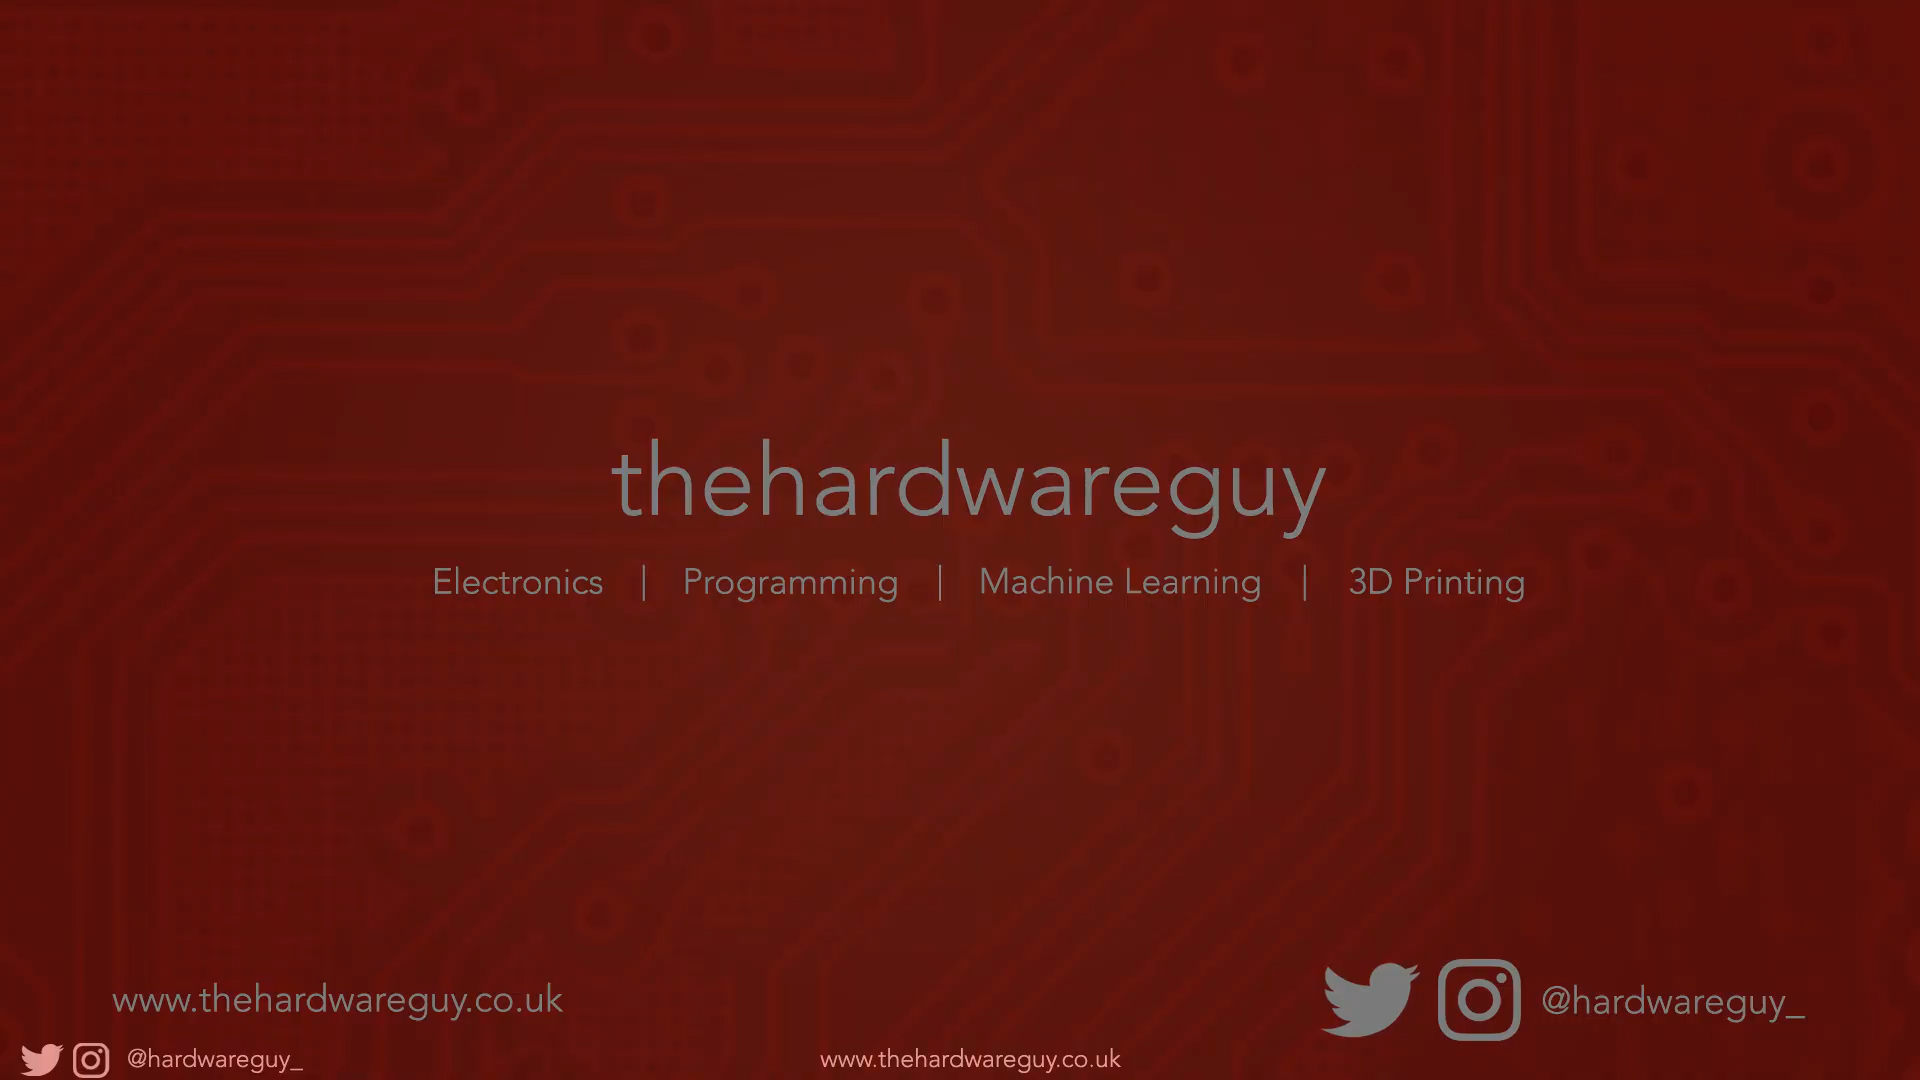 thehardwareguy
Electronics | Programming | Machine Learning | 3D Printing
www.thehardwareguy.co.uk
@hardwareguy_
@hardwareguy_
www.thehardwareguy.co.uk